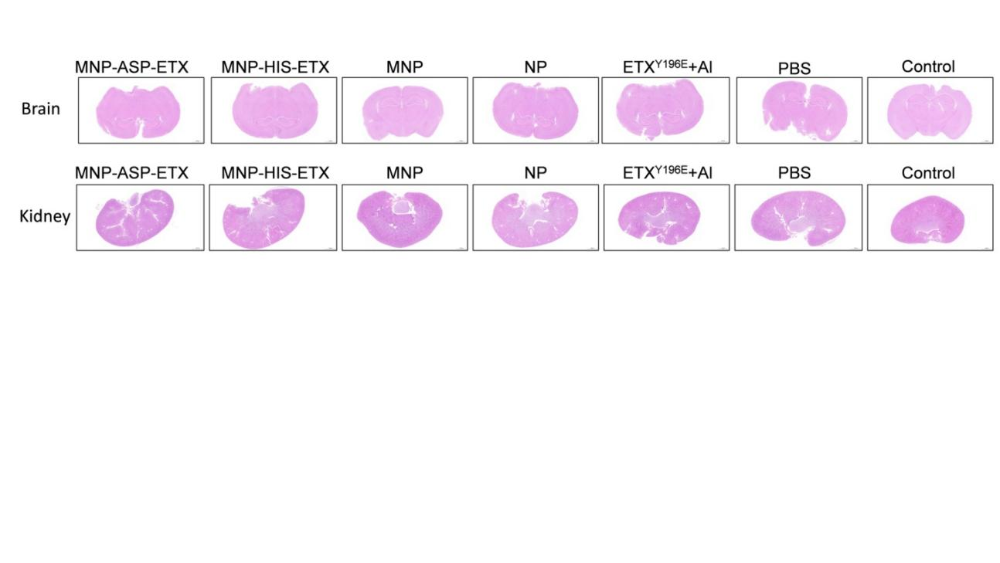 MNP-ASP-ETX MNP-HIS-ETX MNP NP ETXY196E+Al PBS Control
Brain
MNP-ASP-ETX MNP-HIS-ETX MNP NP ETXY196E+Al PBS Control
Kidney